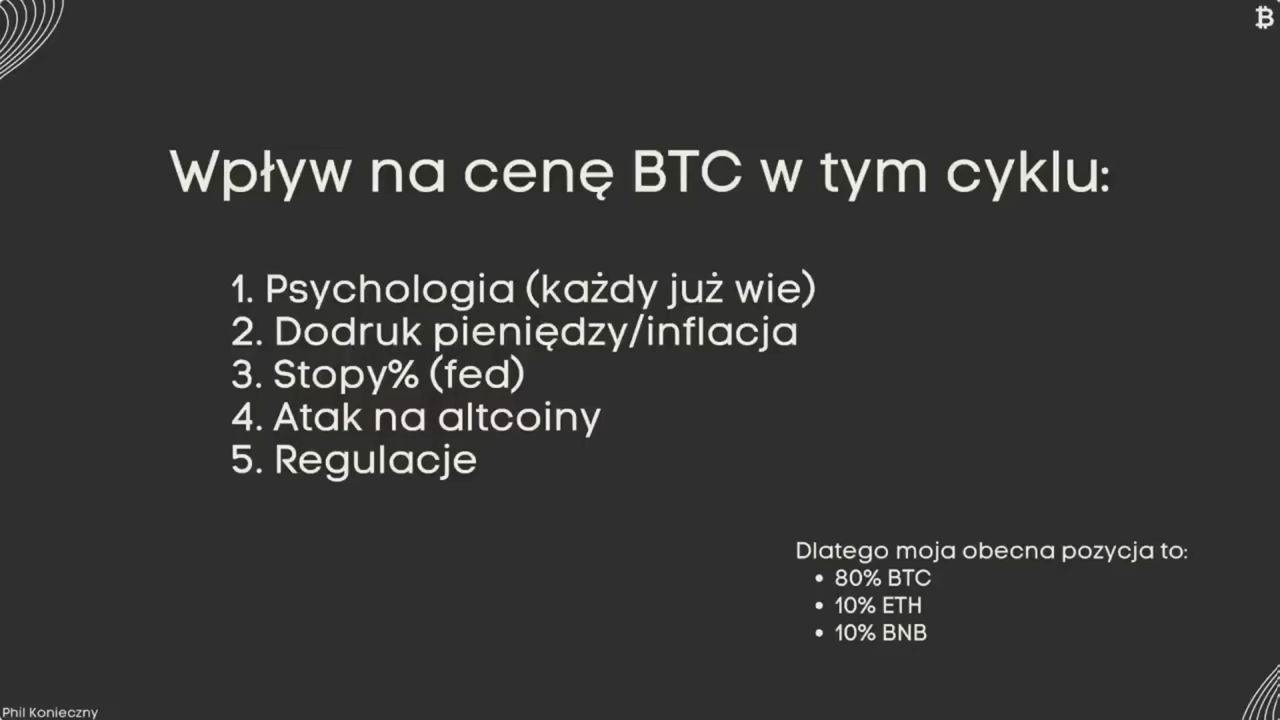 Wpływ na cenę BTC w tym cyklu:
1. Psychologia (każdy już wie)
2. Dodruk pieniędzy/inflacja
3. Stopy% (fed)
4. Atak na altcoiny
5. Regulacje
Dlatego moja obecna pozycja to:
• 80% BTC
• 10% ETH
• 10% BNB
Phil Konieczny